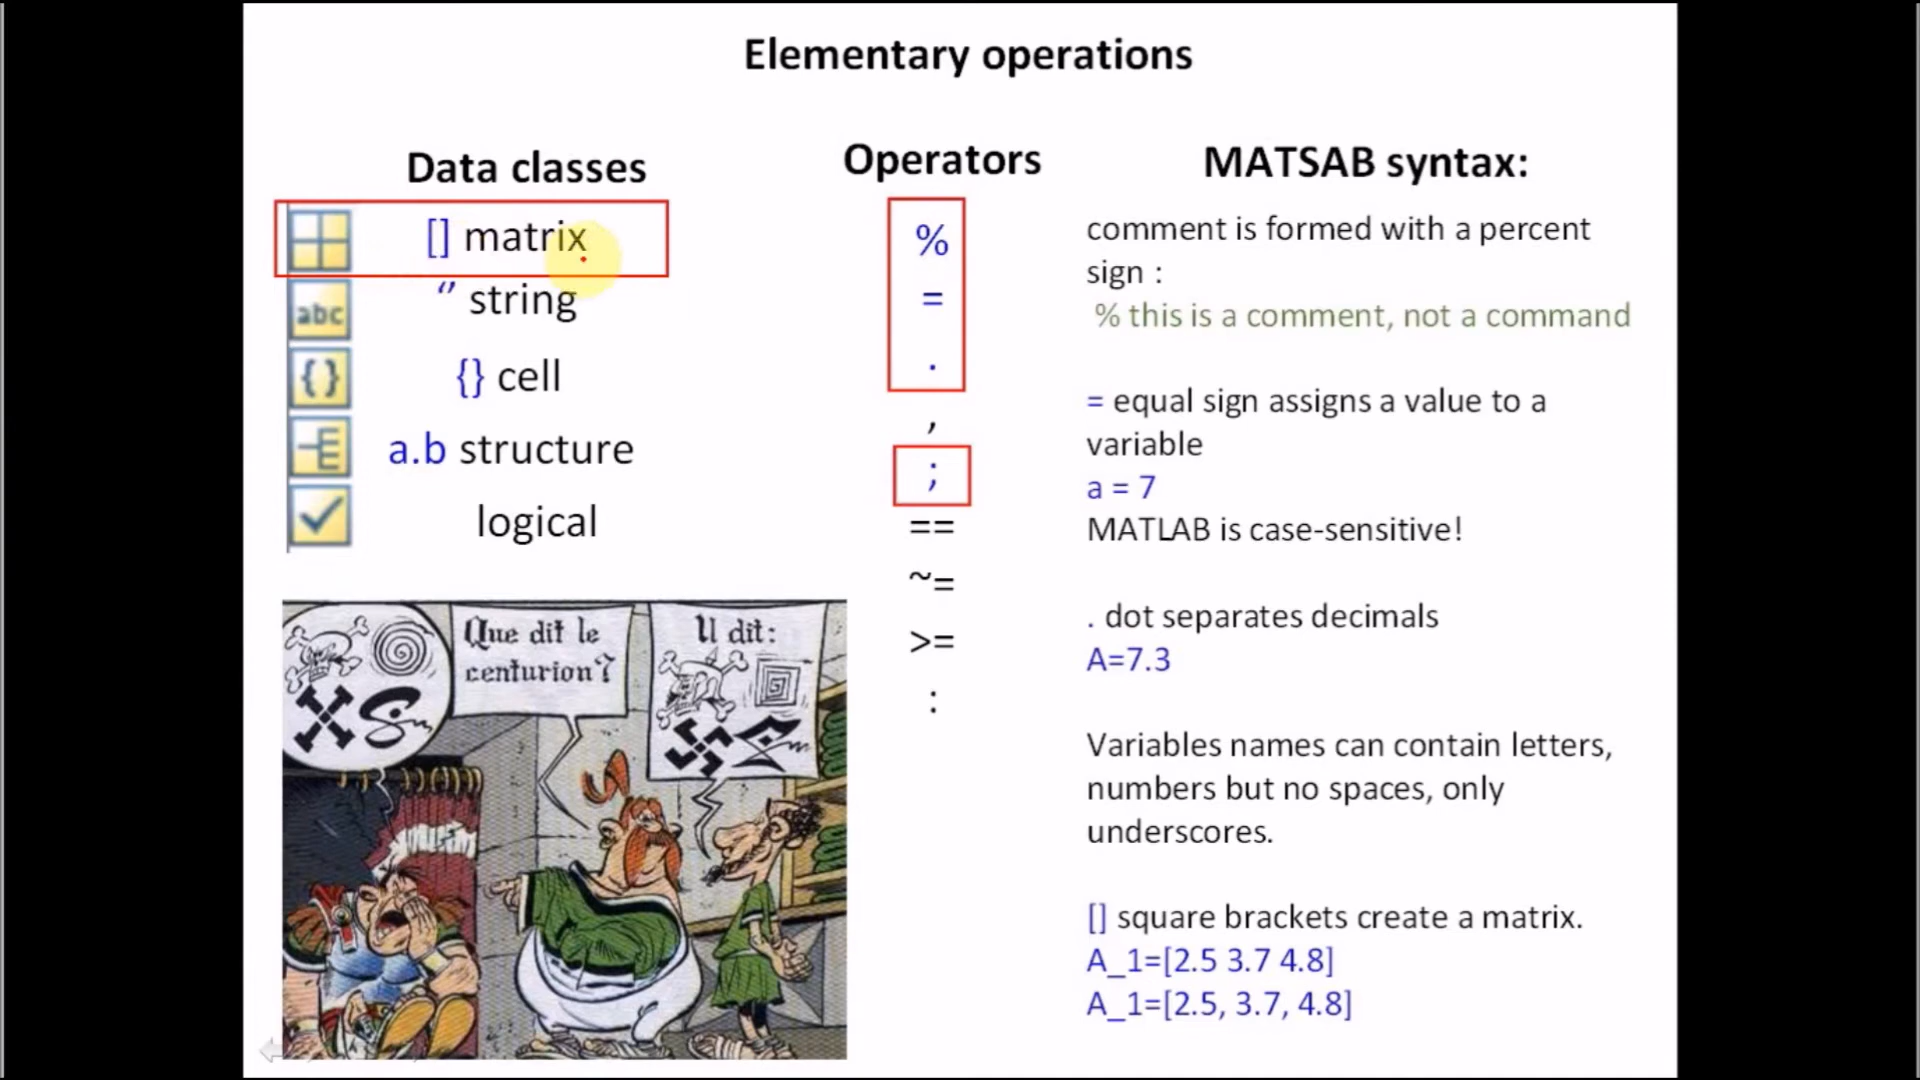 Elementary operations
Data classes
[] matrix
‘’ string
abc
{} cell
{}
a.b structure
logical
Operators
%
=
.
,
;
==
~=
>=
:
MATSAB syntax:
comment is formed with a percent
sign :
% this is a comment, not a command
= equal sign assigns a value to a
variable
a = 7
MATLAB is case-sensitive!
. dot separates decimals
A=7.3
Variables names can contain letters,
numbers but no spaces, only
underscores.
[] square brackets create a matrix.
A_1=[2.5 3.7 4.8]
A_1=[2.5, 3.7, 4.8]
Que dit le
centurion?
Il dit: